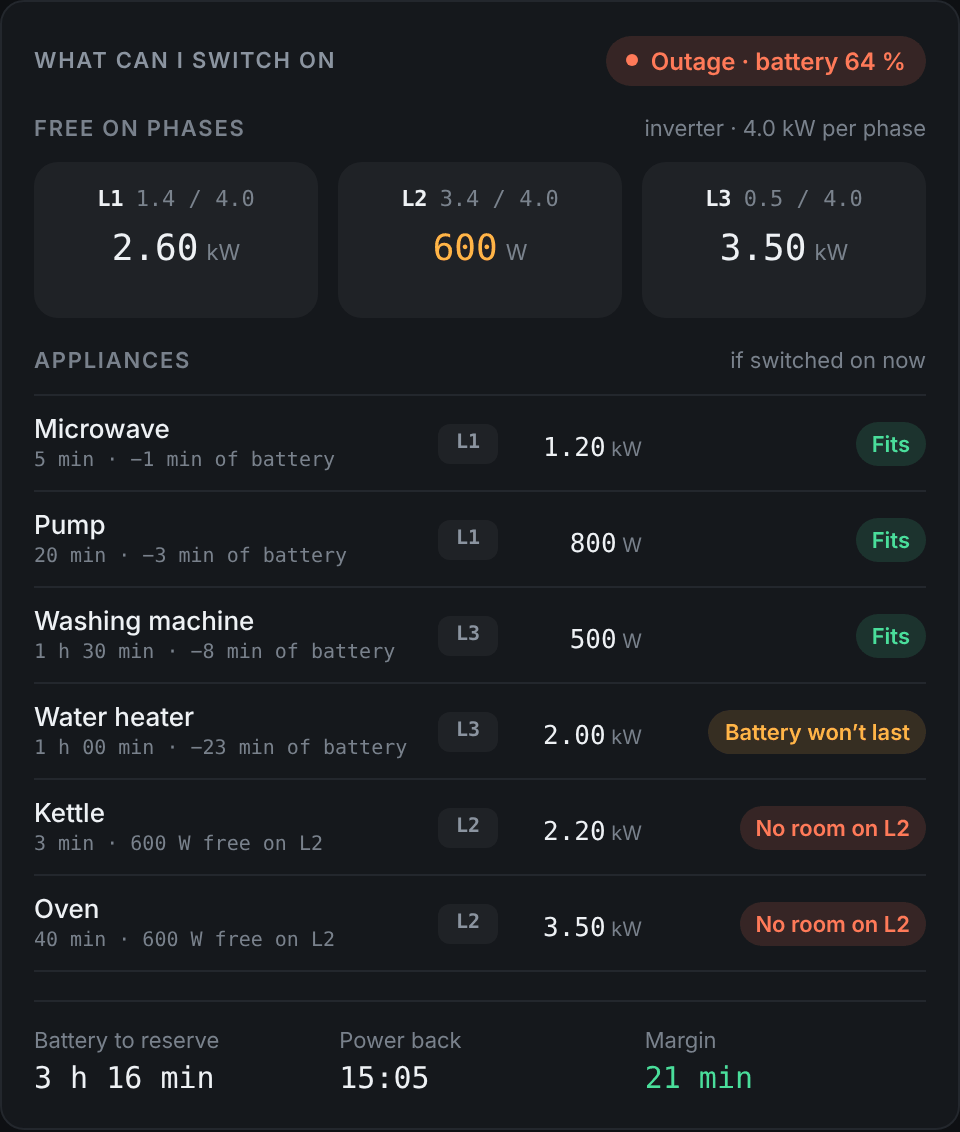 WHAT CAN I SWITCH ON
Outage · battery 64 %
FREE ON PHASES
inverter · 4.0 kW per phase
L1 1.4 / 4.0
2.60 kW
L2 3.4 / 4.0
600 W
L3 0.5 / 4.0
3.50 kW
APPLIANCES
if switched on now
Microwave
5 min · −1 min of battery
L1
1.20 kW
Fits
Pump
20 min · −3 min of battery
L1
800 W
Fits
Washing machine
1 h 30 min · −8 min of battery
L3
500 W
Fits
Water heater
1 h 00 min · −23 min of battery
L3
2.00 kW
Battery won’t last
Kettle
3 min · 600 W free on L2
L2
2.20 kW
No room on L2
Oven
40 min · 600 W free on L2
L2
3.50 kW
No room on L2
Battery to reserve
3 h 16 min
Power back
15:05
Margin
21 min